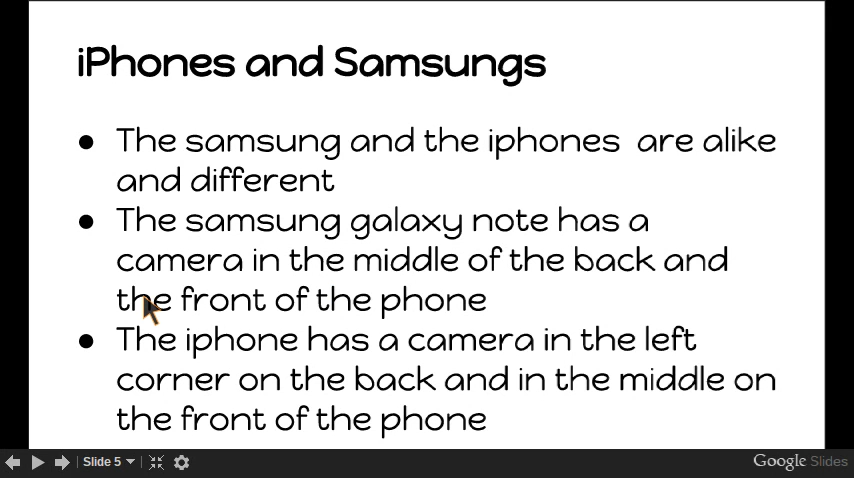 iPhones and Samsungs
● The samsung and the iphones are alike
and different
● The samsung galaxy note has a
camera in the middle of the back and
the front of the phone
● The iphone has a camera in the left
corner on the back and in the middle on
the front of the phone
Slide 5
Google Slides